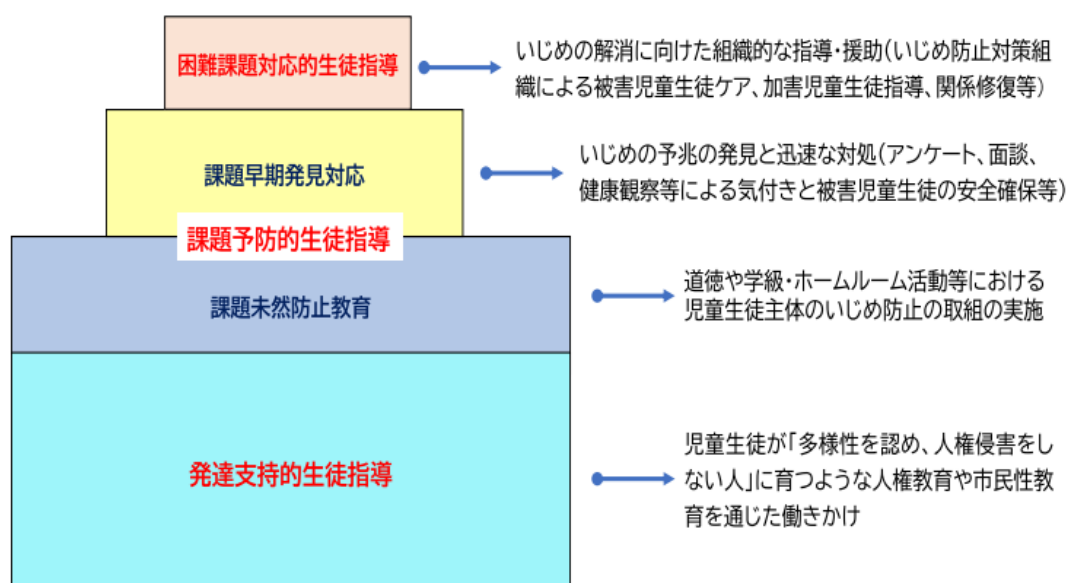 困難課題対応的生徒指導
いじめの解消に向けた組織的な指導・援助（いじめ防止対策組
織による被害児童生徒ケア、加害児童生徒指導、関係修復等）
課題早期発見対応
いじめの予兆の発見と迅速な対処（アンケート、面談、
健康観察等による気付きと被害児童生徒の安全確保等）
課題予防的生徒指導
課題未然防止教育
道徳や学級・ホームルーム活動等における
児童生徒主体のいじめ防止の取組の実施
発達支持的生徒指導
児童生徒が「多様性を認め、人権侵害をし
ない人」に育つような人権教育や市民性教
育を通じた働きかけ